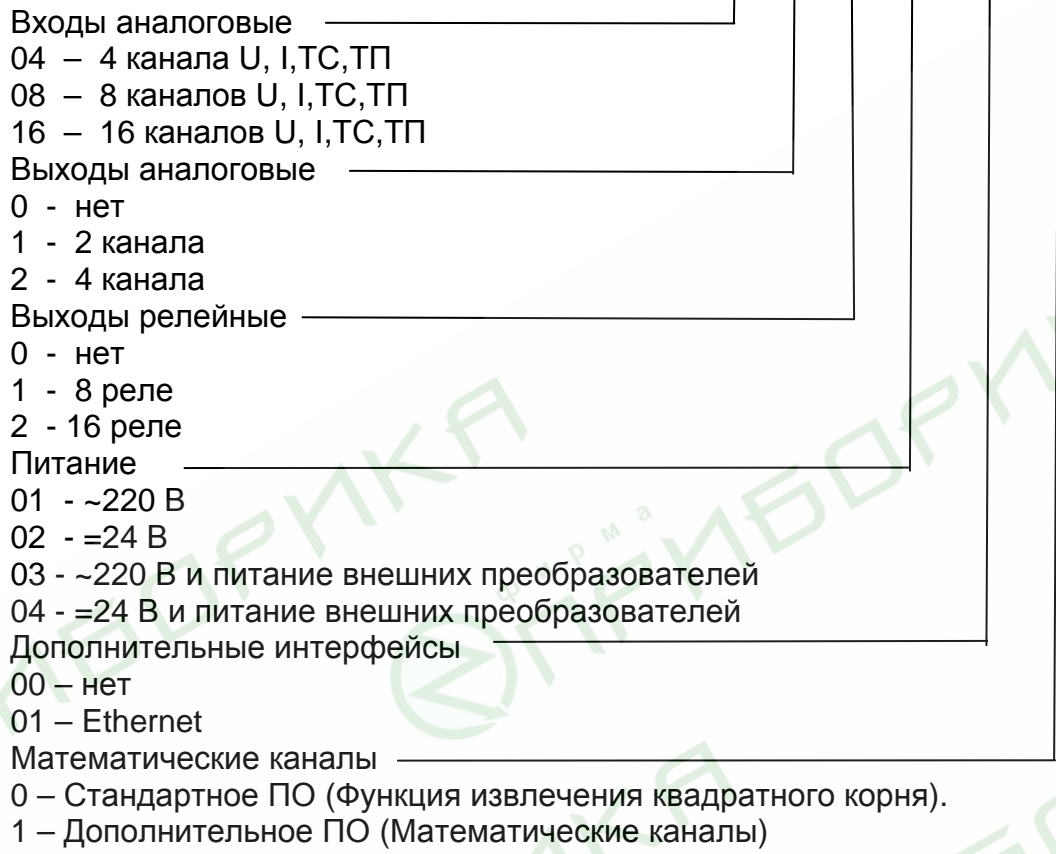 Входы аналоговые
04 – 4 канала U, I,ТС,ТП
08 – 8 каналов U, I,ТС,ТП
16 – 16 каналов U, I,ТС,ТП
Выходы аналоговые
0 - нет
1 - 2 канала
2 - 4 канала
Выходы релейные
0 - нет
1 - 8 реле
2 - 16 реле
Питание
01 - ~220 В
02 - =24 В
03 - ~220 В и питание внешних преобразователей
04 - =24 В и питание внешних преобразователей
Дополнительные интерфейсы
00 – нет
01 – Ethernet
Математические каналы
0 – Стандартное ПО (Функция извлечения квадратного корня).
1 – Дополнительное ПО (Математические каналы)
фирма